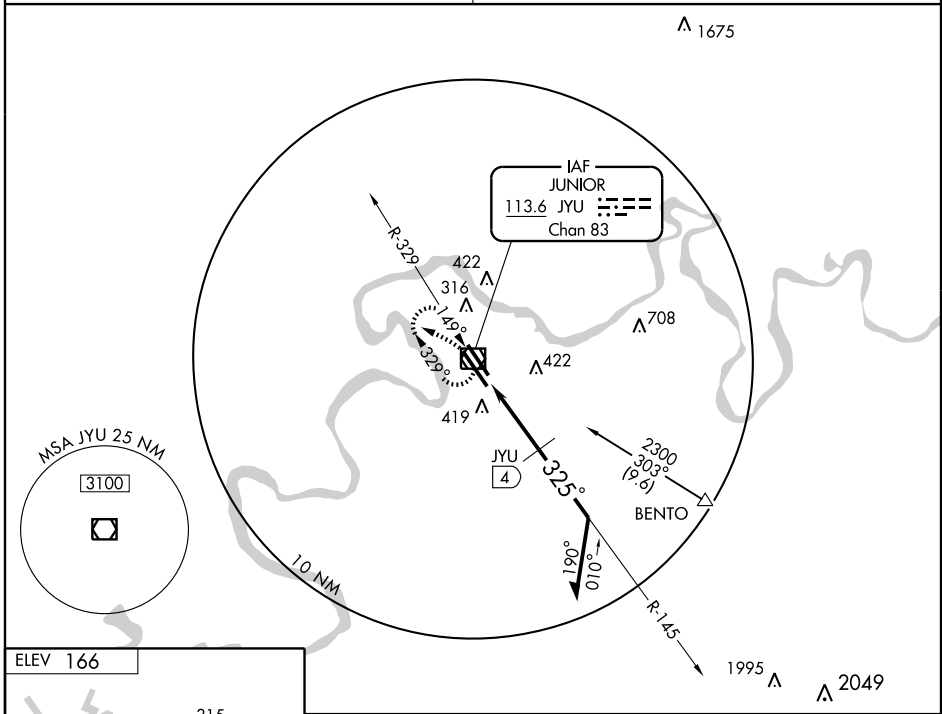 1675
IAF
JUNIOR
113.6 JYU
Chan 83
R-329
422
316
149°
708
329°
422
419
MSA JYU 25 NM
3100
JYU
4
325°
2300
303°
(9.6)
BENTO
190°
010°
10 NM
R-145
ELEV 166
1995
2049
215